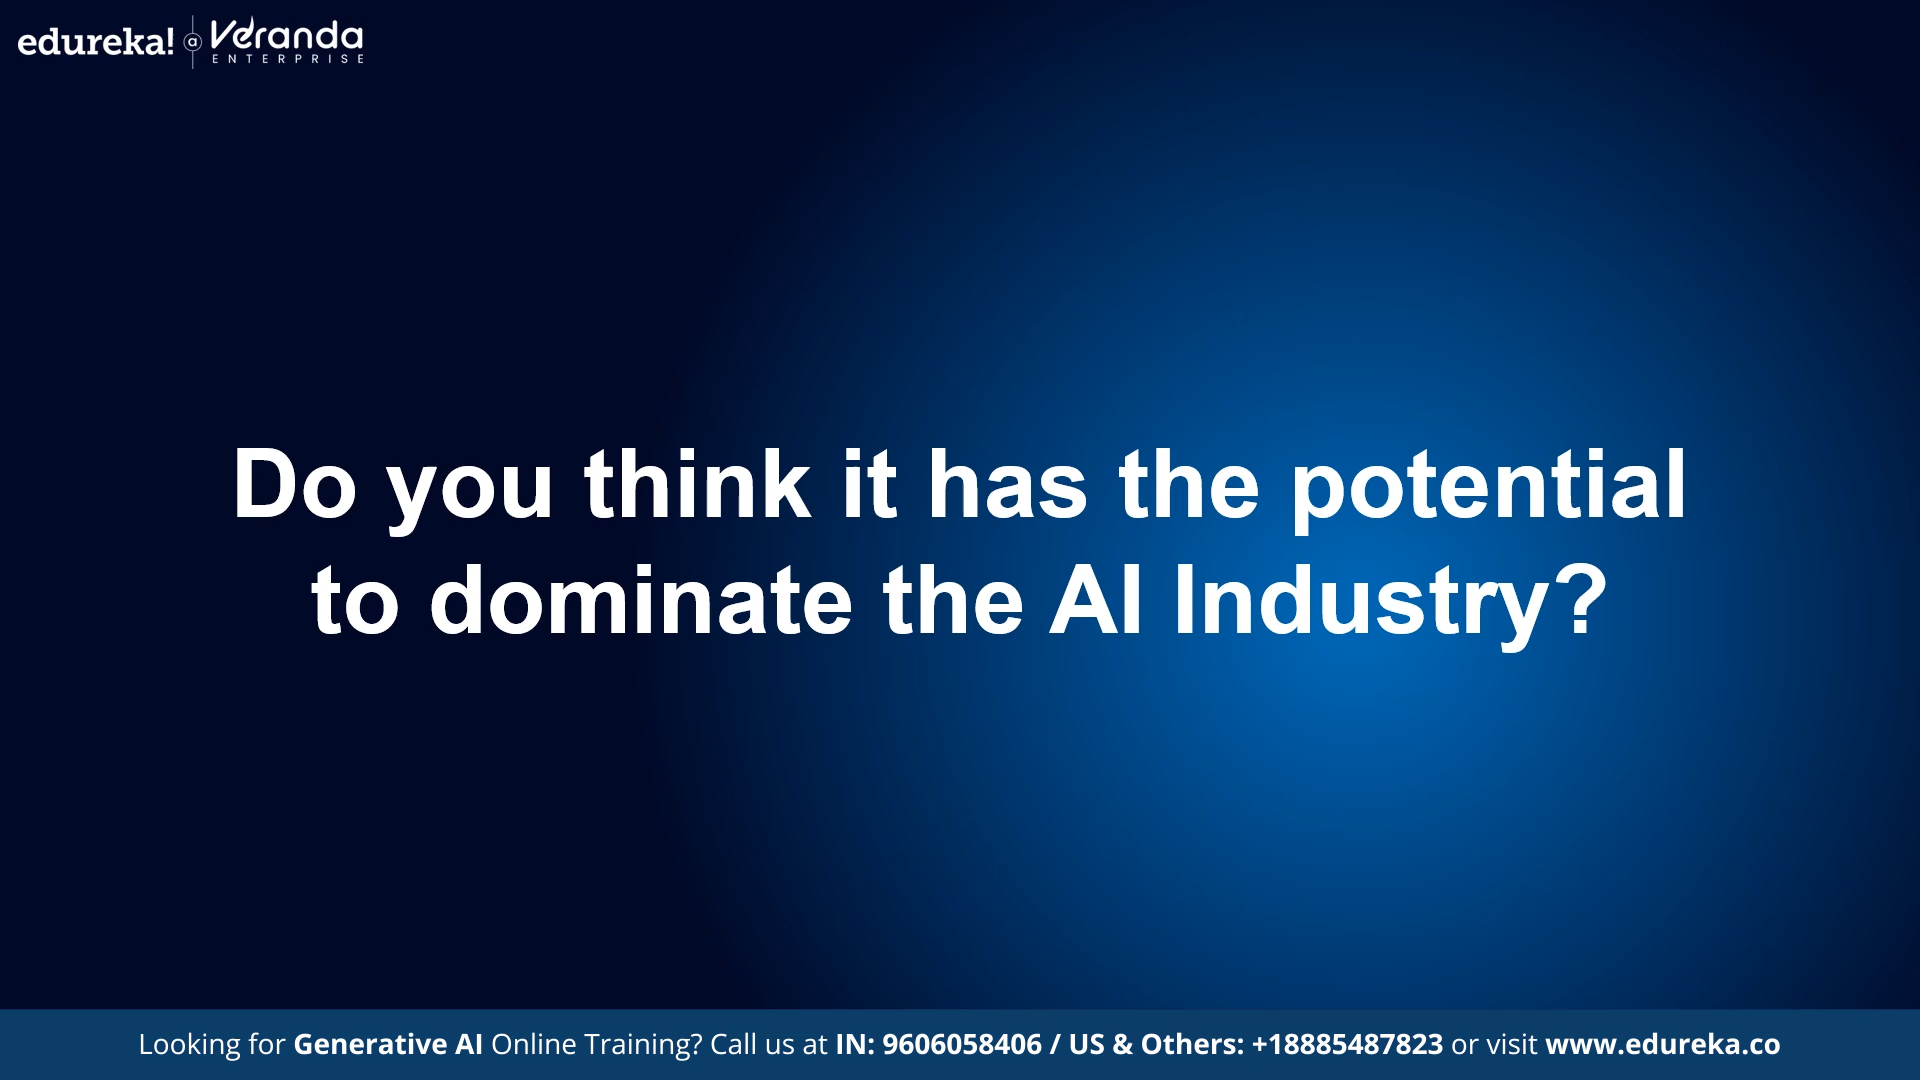 edureka! a Veranda
ENTERPRISE
Do you think it has the potential
to dominate the AI Industry?
Looking for Generative AI Online Training? Call us at IN: 9606058406 / US & Others: +18885487823 or visit www.edureka.co